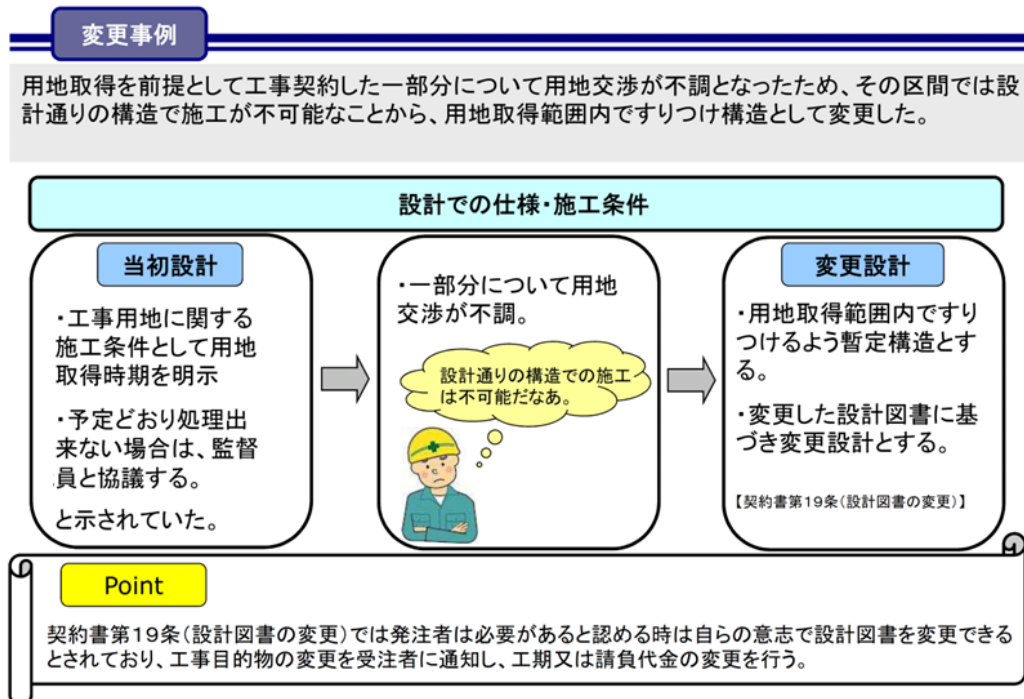 変更事例
用地取得を前提として工事契約した一部分について用地交渉が不調となったため、その区間では設
計通りの構造で施工が不可能なことから、用地取得範囲内ですりつけ構造として変更した。
設計での仕様・施工条件
当初設計
・工事用地に関する
施工条件として用地
取得時期を明示
・予定どおり処理出
来ない場合は、監督
員と協議する。
と示されていた。
・一部分について用地
交渉が不調。
設計通りの構造での施工
は不可能だなあ。
変更設計
・用地取得範囲内ですり
つけるよう暫定構造とす
る。
・変更した設計図書に基
づき変更設計とする。
【契約書第19条(設計図書の変更)】
Point
契約書第19条(設計図書の変更)では発注者は必要があると認める時は自らの意志で設計図書を変更できる
とされており、工事目的物の変更を受注者に通知し、工期又は請負代金の変更を行う。